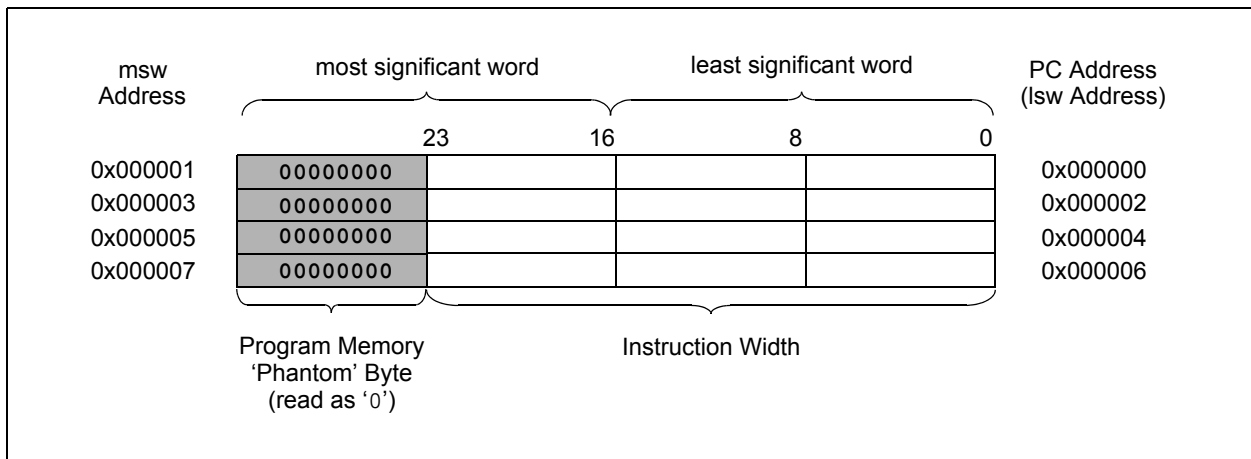 msw
Address
most significant word
least significant word
PC Address
(lsw Address)
23 16 8 0
0x000001 00000000 0x000000
0x000003 00000000 0x000002
0x000005 00000000 0x000004
0x000007 00000000 0x000006
Program Memory
‘Phantom’ Byte
(read as ‘0’)
Instruction Width